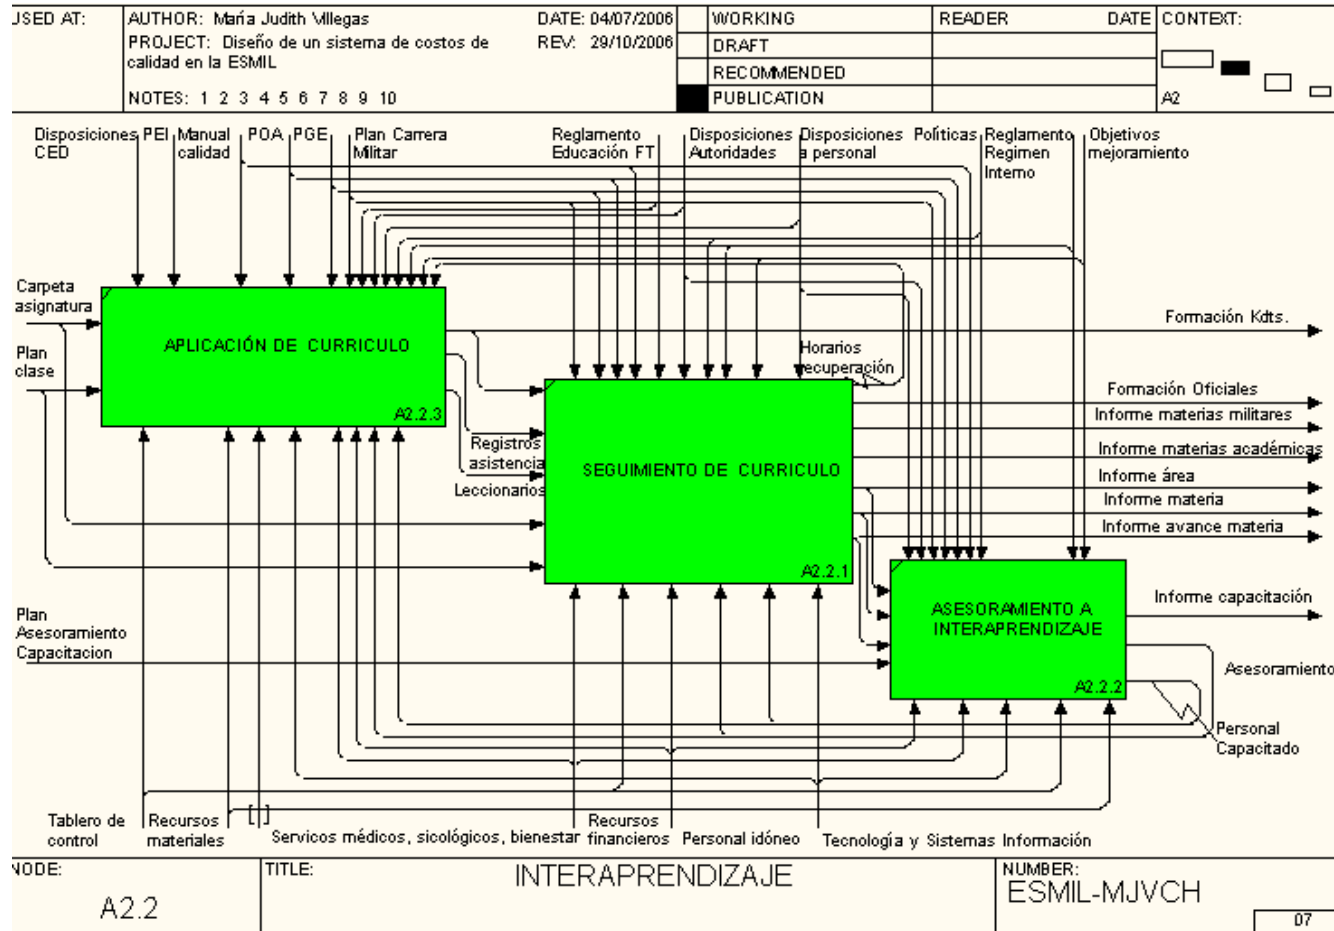 USED AT:
AUTHOR: María Judith Villegas
DATE: 04/07/2006
WORKING
READER
DATE
CONTEXT:
PROJECT: Diseño de un sistema de costos de
calidad en la ESMIL
REV: 29/10/2006
DRAFT
RECOMMENDED
NOTES: 1 2 3 4 5 6 7 8 9 10
PUBLICATION
A2
Disposiciones
CED
PEI
Manual
calidad
POA
PGE
Plan Carrera
Militar
Reglamento
Educación FT
Disposiciones
Autoridades
Disposiciones
a personal
Políticas
Reglamento
Regimen
Interno
Objetivos
mejoramiento
Carpeta
asignatura
Plan
clase
APLICACIÓN DE CURRICULO
A2.2.3
Formación Kdts.
Horarios
recuperación
Formación Oficiales
Informe materias militares
Registros
asistencia
Leccionarios
SEGUIMIENTO DE CURRICULO
A2.2.1
Informe materias académicas
Informe área
Informe materia
Informe avance materia
Plan
Asesoramiento
Capacitacion
ASESORAMIENTO A
INTERAPRENDIZAJE
A2.2.2
Informe capacitación
Asesoramiento
Personal
Capacitado
Tablero de
control
Recursos
materiales
Servicos médicos, sicológicos, bienestar
Recursos
financieros
Personal idóneo
Tecnología y Sistemas Información
NODE:
A2.2
TITLE:
INTERAPRENDIZAJE
NUMBER:
ESMIL-MJVCH
07